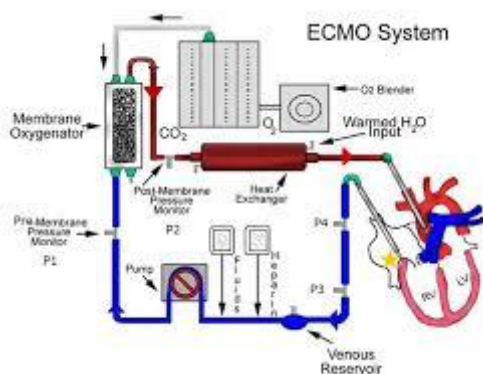 ECMO System
O2 Blender
Membrane
Oxygenator
CO2
O2
Warmed H2O
Input
Post-Membrane
Pressure
Monitor
Heat
Exchanger
Pre-Membrane
Pressure
Monitor
P1
P2
P4
Pump
Fluids
Heparin
P3
RV
LV
Venous
Reservoir